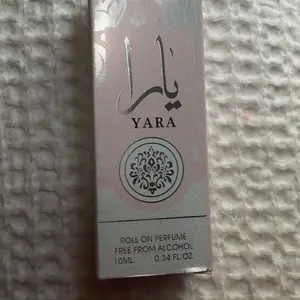 يارا
YARA
ROLL ON PERFUME
FREE FROM ALCOHOL
10ML. 0.34 FL.OZ.